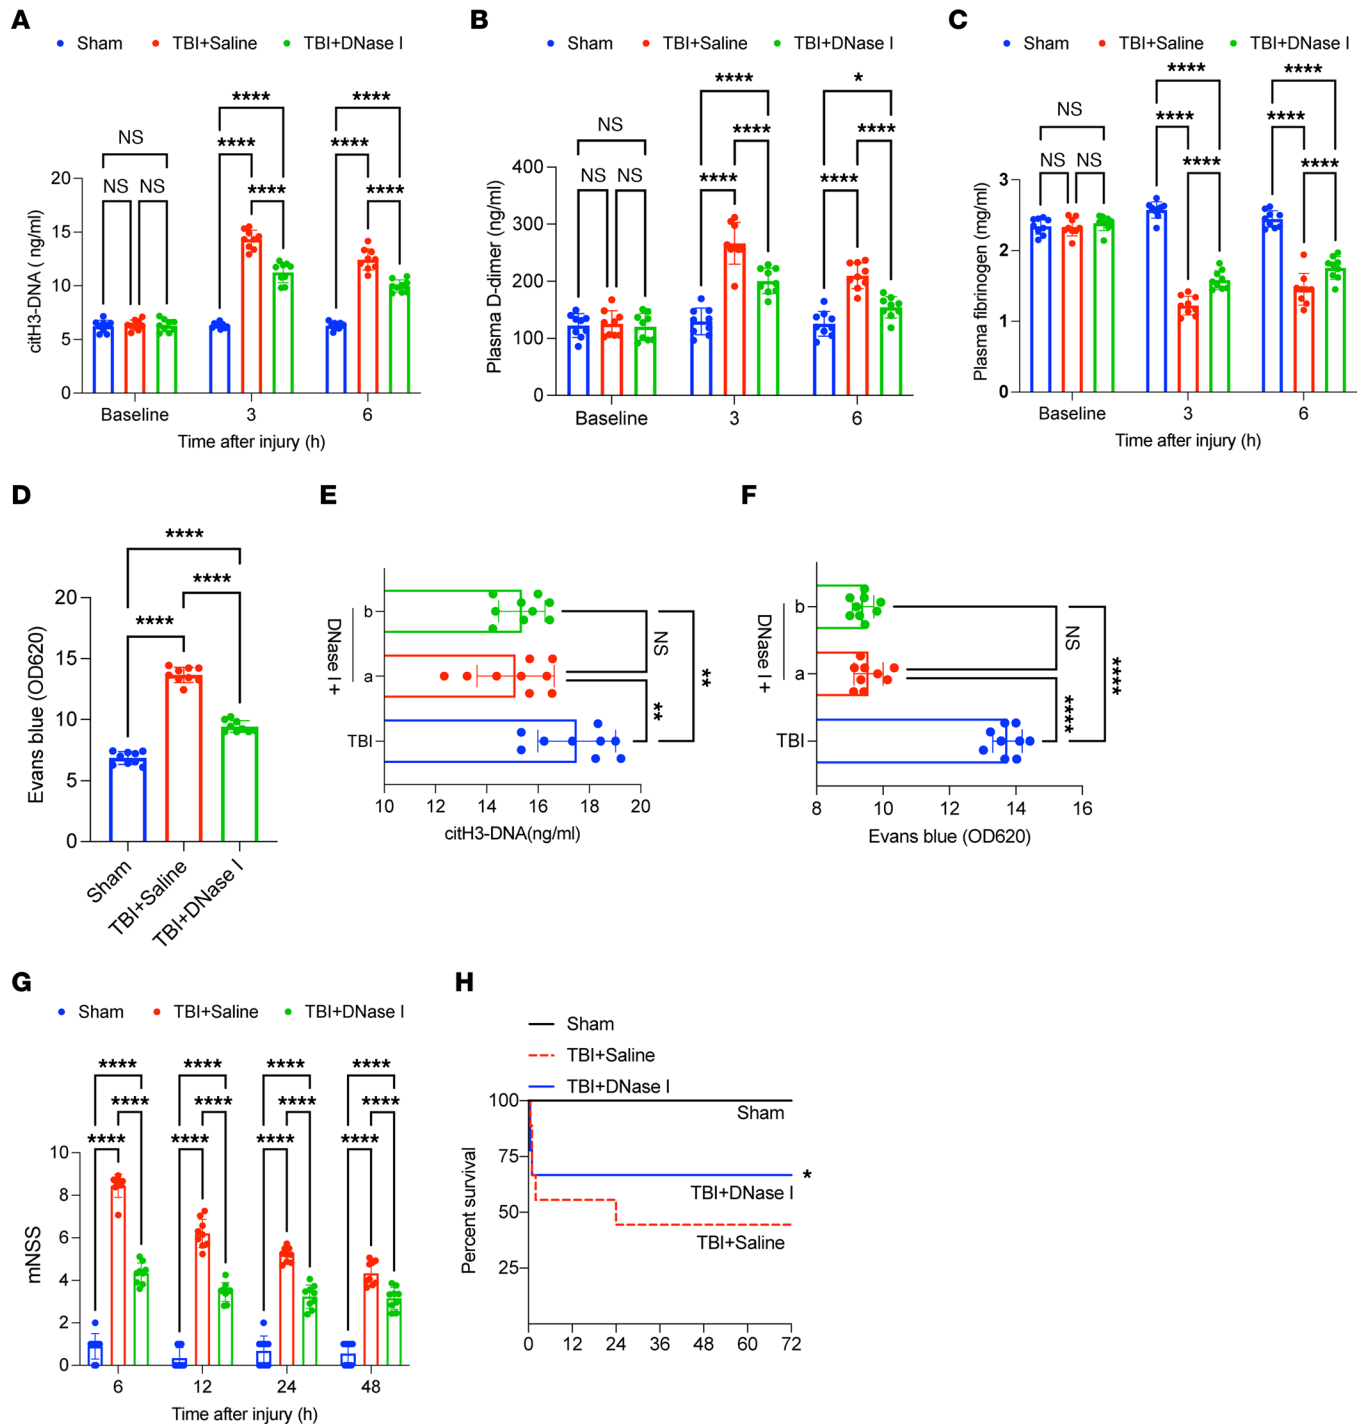 A
Sham TBI+Saline TBI+DNase I
**** ****
NS **** ****
NS NS **** ****
citH3-DNA ( ng/ml)
20
15
10
5
0
Baseline 3 6
Time after injury (h)
B
Sham TBI+Saline TBI+DNase I
**** *
NS **** ****
NS NS **** ****
Plasma D-dimer (ng/ml)
400
300
200
100
0
Baseline 3 6
C
Sham TBI+Saline TBI+DNase I
**** ****
NS **** ****
NS NS **** ****
Plasma fibrinogen (mg/ml)
3
2
1
0
Baseline 3 6
Time after injury (h)
D
****
****
****
Evans blue (OD620)
20
15
10
5
0
Sham
TBI+Saline
TBI+DNase I
E
DNase I +
b
a
TBI
NS
**
**
10 12 14 16 18 20
citH3-DNA(ng/ml)
F
DNase I +
b
a
TBI
NS
****
****
8 10 12 14 16
Evans blue (OD620)
G
Sham TBI+Saline TBI+DNase I
**** **** **** ****
**** **** **** ****
**** **** **** ****
mNSS
10
8
6
4
2
0
6 12 24 48
Time after injury (h)
H
Sham
TBI+Saline
TBI+DNase I
Percent survival
100
75
50
25
Sham
*
TBI+DNase I
TBI+Saline
0 12 24 36 48 60 72